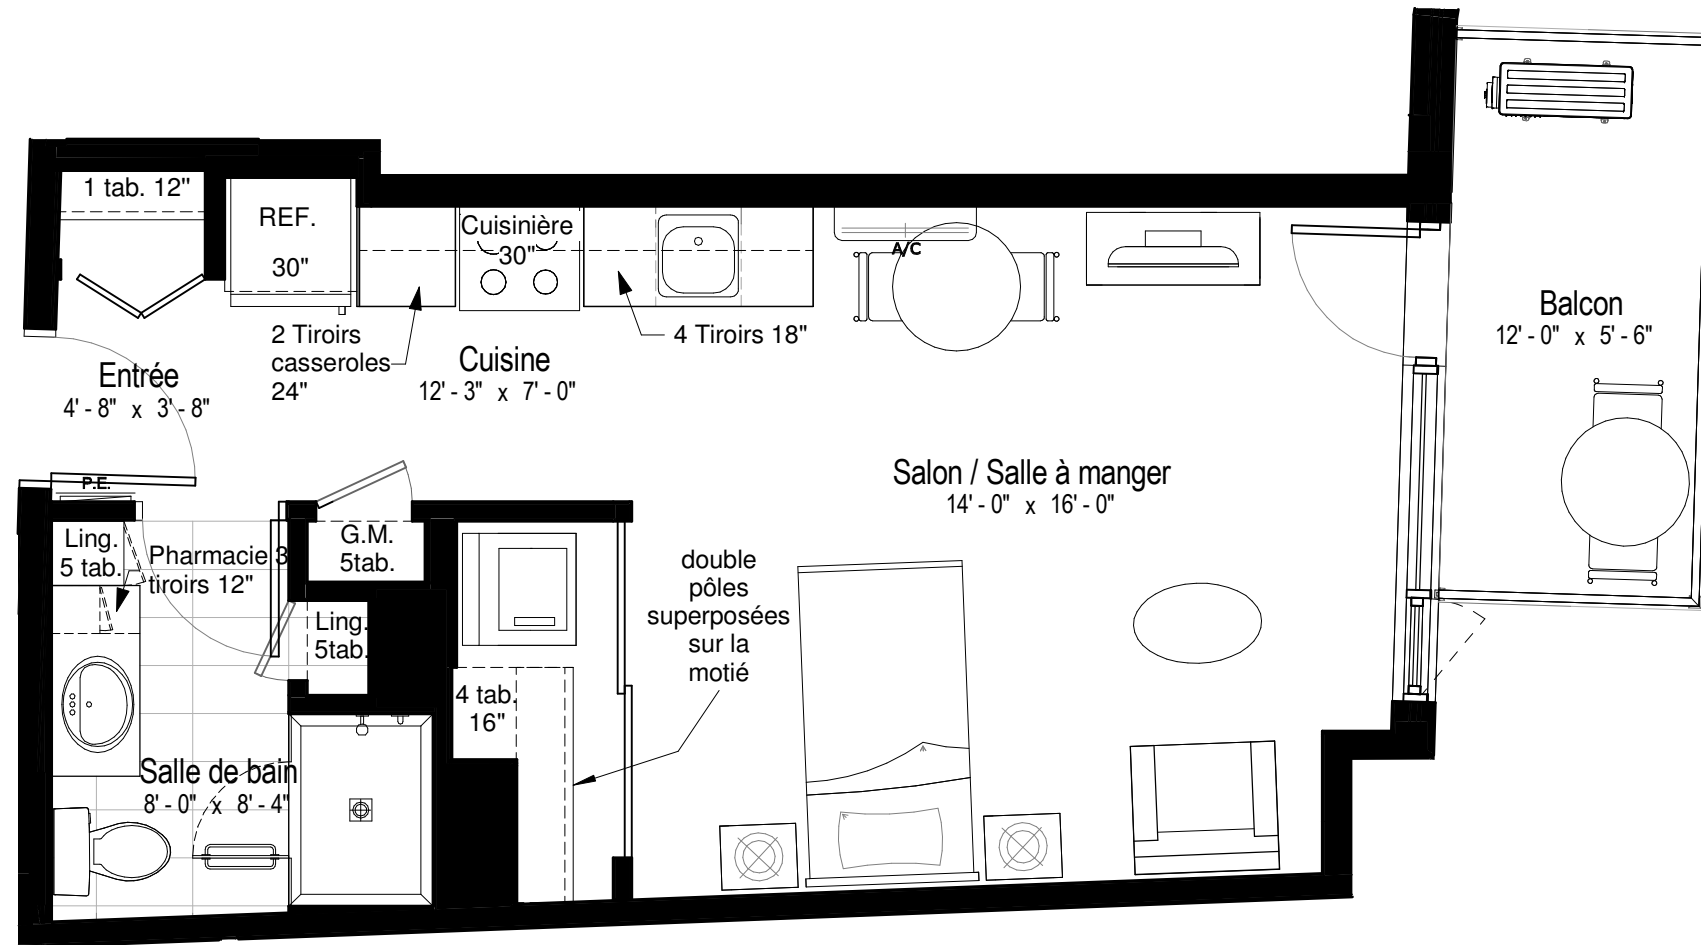 1 tab. 12"
REF.
30"
Cuisinière
30"
A/C
2 Tiroirs
casseroles
24"
4 Tiroirs 18"
Cuisine
12' - 3" x 7' - 0"
Entrée
4' - 8" x 3' - 8"
Balcon
12' - 0" x 5' - 6"
Salon / Salle à manger
14' - 0" x 16' - 0"
P.E.
Ling.
5 tab.
Pharmacie 3
tiroirs 12"
G.M.
5tab.
Ling.
5tab.
double
pôles
superposées
sur la
motié
4 tab.
16"
Salle de bain
8' - 0" x 8' - 4"